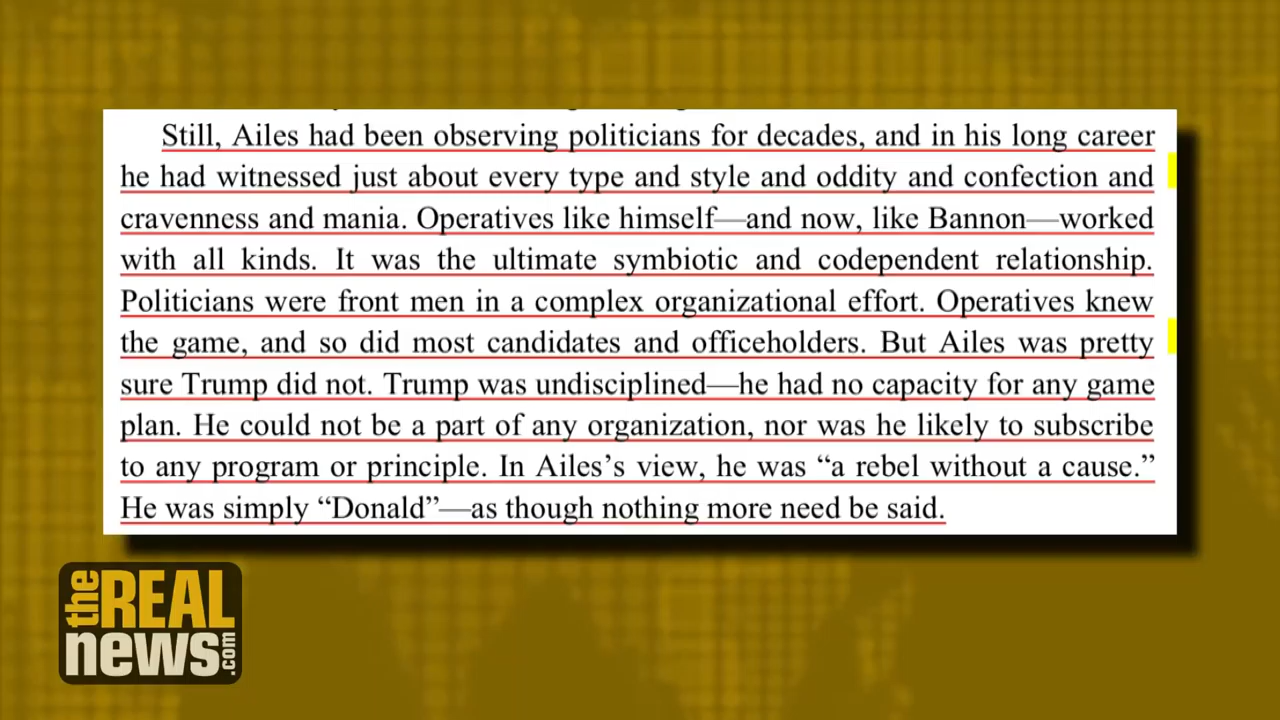 Still, Ailes had been observing politicians for decades, and in his long career
he had witnessed just about every type and style and oddity and confection and
cravenness and mania. Operatives like himself—and now, like Bannon—worked
with all kinds. It was the ultimate symbiotic and codependent relationship.
Politicians were front men in a complex organizational effort. Operatives knew
the game, and so did most candidates and officeholders. But Ailes was pretty
sure Trump did not. Trump was undisciplined—he had no capacity for any game
plan. He could not be a part of any organization, nor was he likely to subscribe
to any program or principle. In Ailes’s view, he was “a rebel without a cause.”
He was simply “Donald”—as though nothing more need be said.
the REAL
news.com